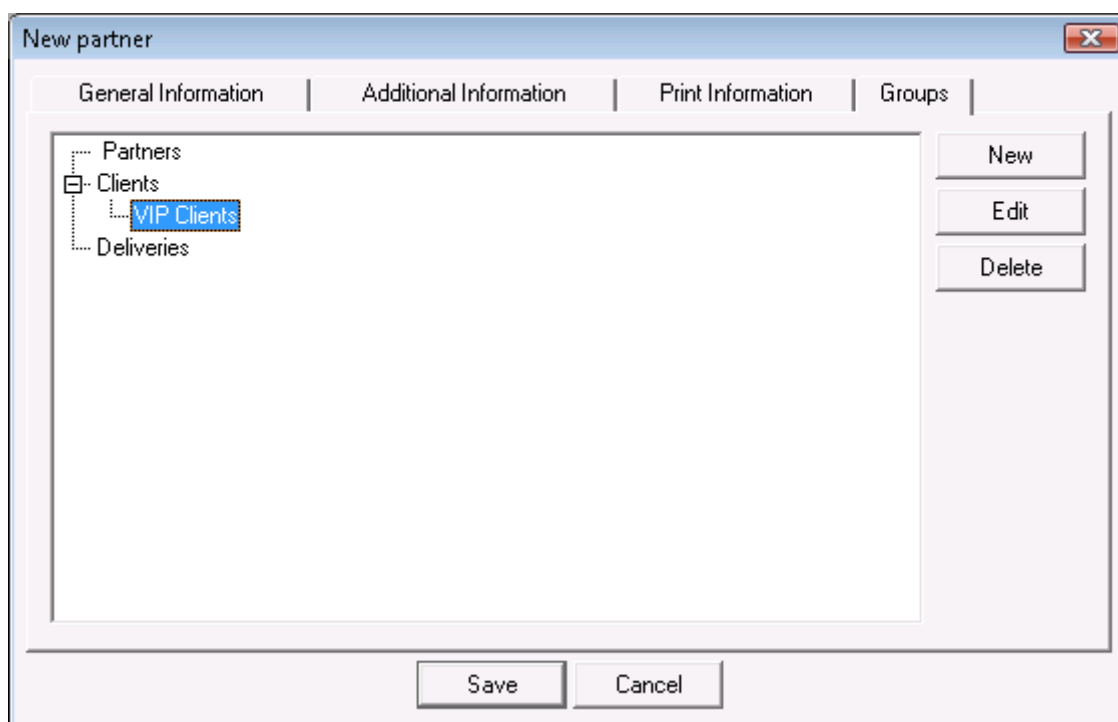 New partner
General Information Additional Information Print Information Groups
Partners
Clients
VIP Clients
Deliveries
New
Edit
Delete
Save Cancel